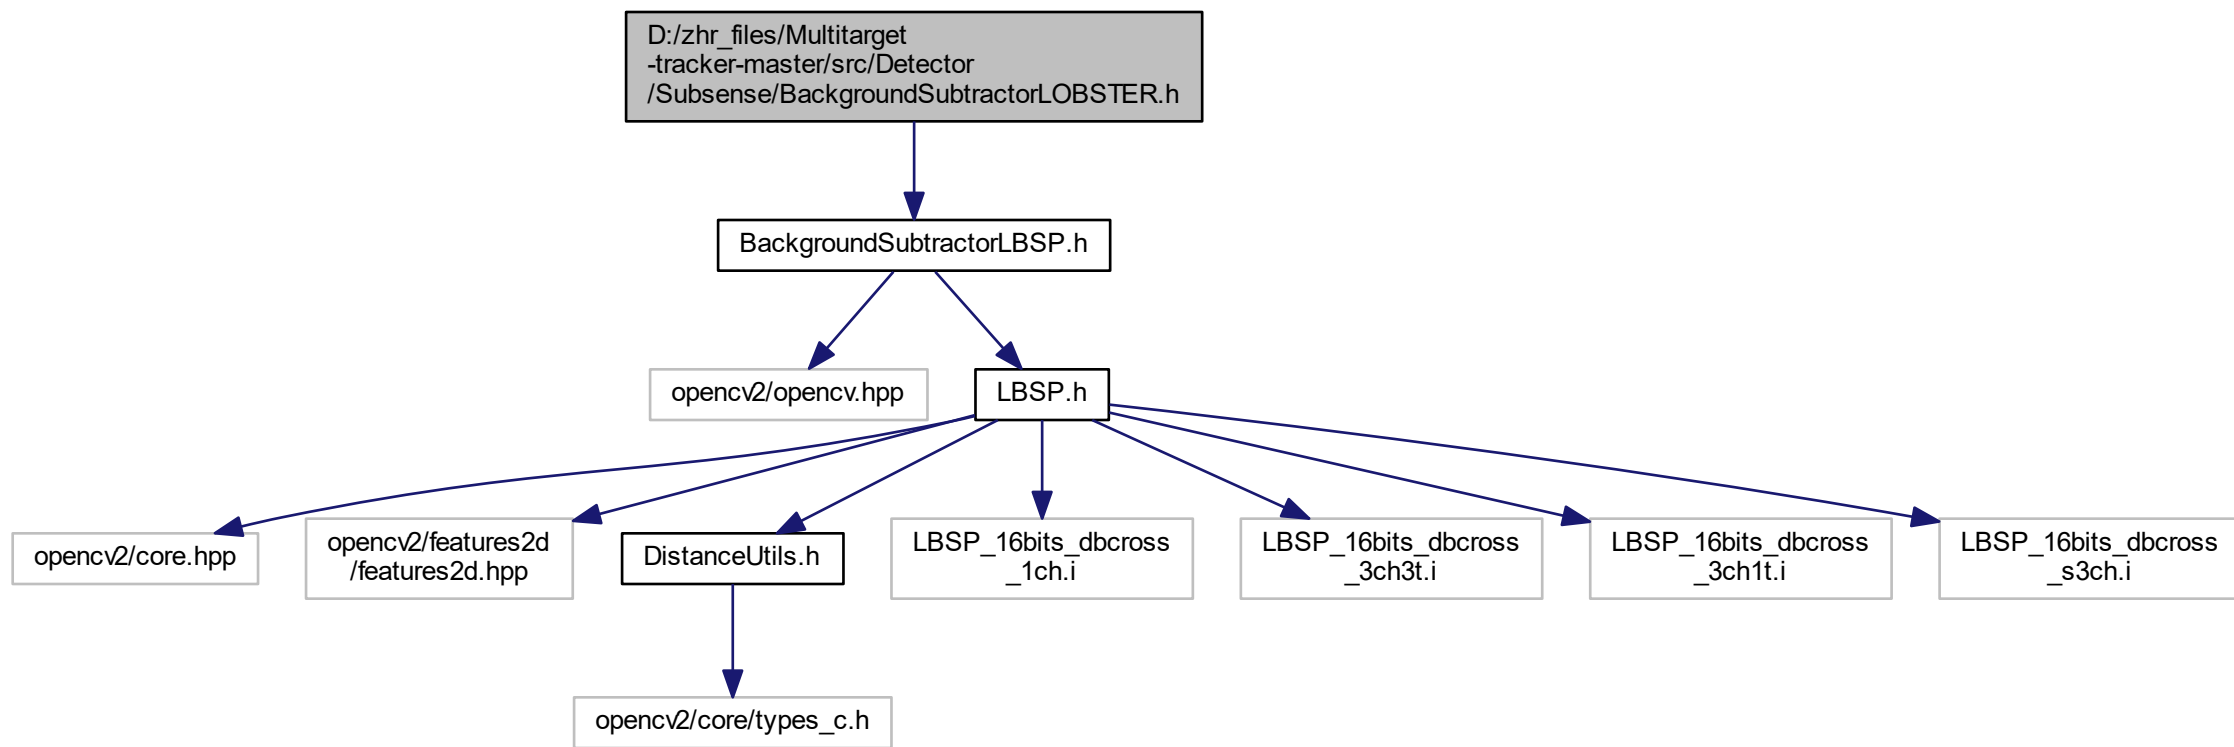 D:/zhr_files/Multitarget
-tracker-master/src/Detector
/Subsense/BackgroundSubtractorLOBSTER.h
BackgroundSubtractorLBSP.h
opencv2/opencv.hpp
LBSP.h
opencv2/core.hpp
opencv2/features2d
/features2d.hpp
DistanceUtils.h
LBSP_16bits_dbcross
_1ch.i
LBSP_16bits_dbcross
_3ch3t.i
LBSP_16bits_dbcross
_3ch1t.i
LBSP_16bits_dbcross
_s3ch.i
opencv2/core/types_c.h